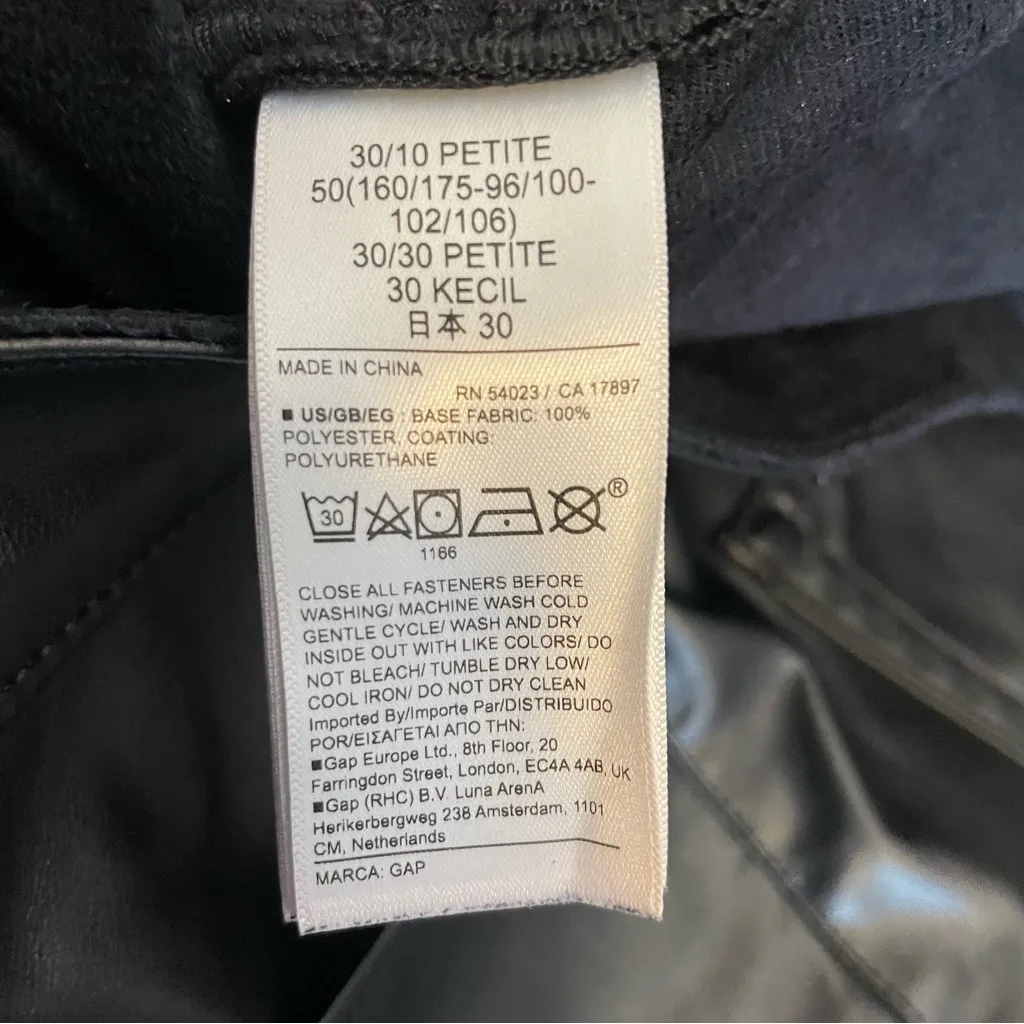 30/10 PETITE
50(160/175-96/100-
102/106)
30/30 PETITE
30 KECIL
日本 30
MADE IN CHINA
RN 54023 / CA 17897
■ US/GB/EG : BASE FABRIC: 100%
POLYESTER, COATING:
POLYURETHANE
30
®
1166
CLOSE ALL FASTENERS BEFORE
WASHING/ MACHINE WASH COLD
GENTLE CYCLE/ WASH AND DRY
INSIDE OUT WITH LIKE COLORS/ DO
NOT BLEACH/ TUMBLE DRY LOW/
COOL IRON/ DO NOT DRY CLEAN
Imported By/Importe Par/DISTRIBUIDO
POR/ΕΙΣΑΓΕΤΑΙ ΑΠΟ ΤΗΝ:
■Gap Europe Ltd., 8th Floor, 20
Farringdon Street, London, EC4A 4AB, UK
■Gap (RHC) B.V. Luna ArenA
Herikerbergweg 238 Amsterdam, 1101
CM, Netherlands
MARCA: GAP